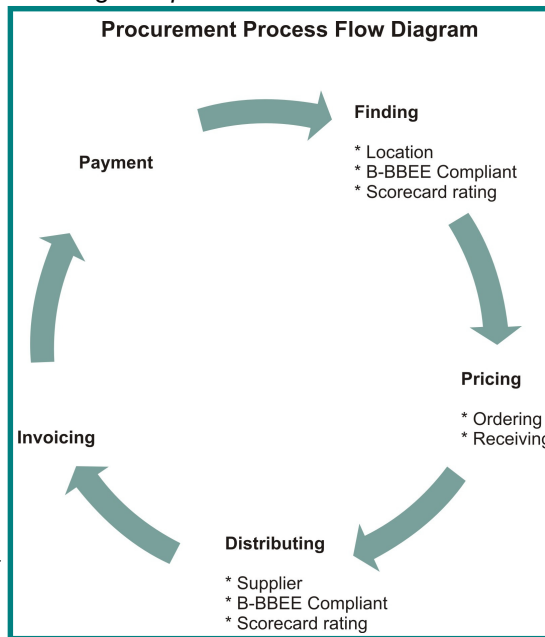 Procurement Process Flow Diagram
Finding
* Location
* B-BBEE Compliant
* Scorecard rating
Pricing
* Ordering
* Receiving
Distributing
* Supplier
* B-BBEE Compliant
* Scorecard rating
Invoicing
Payment